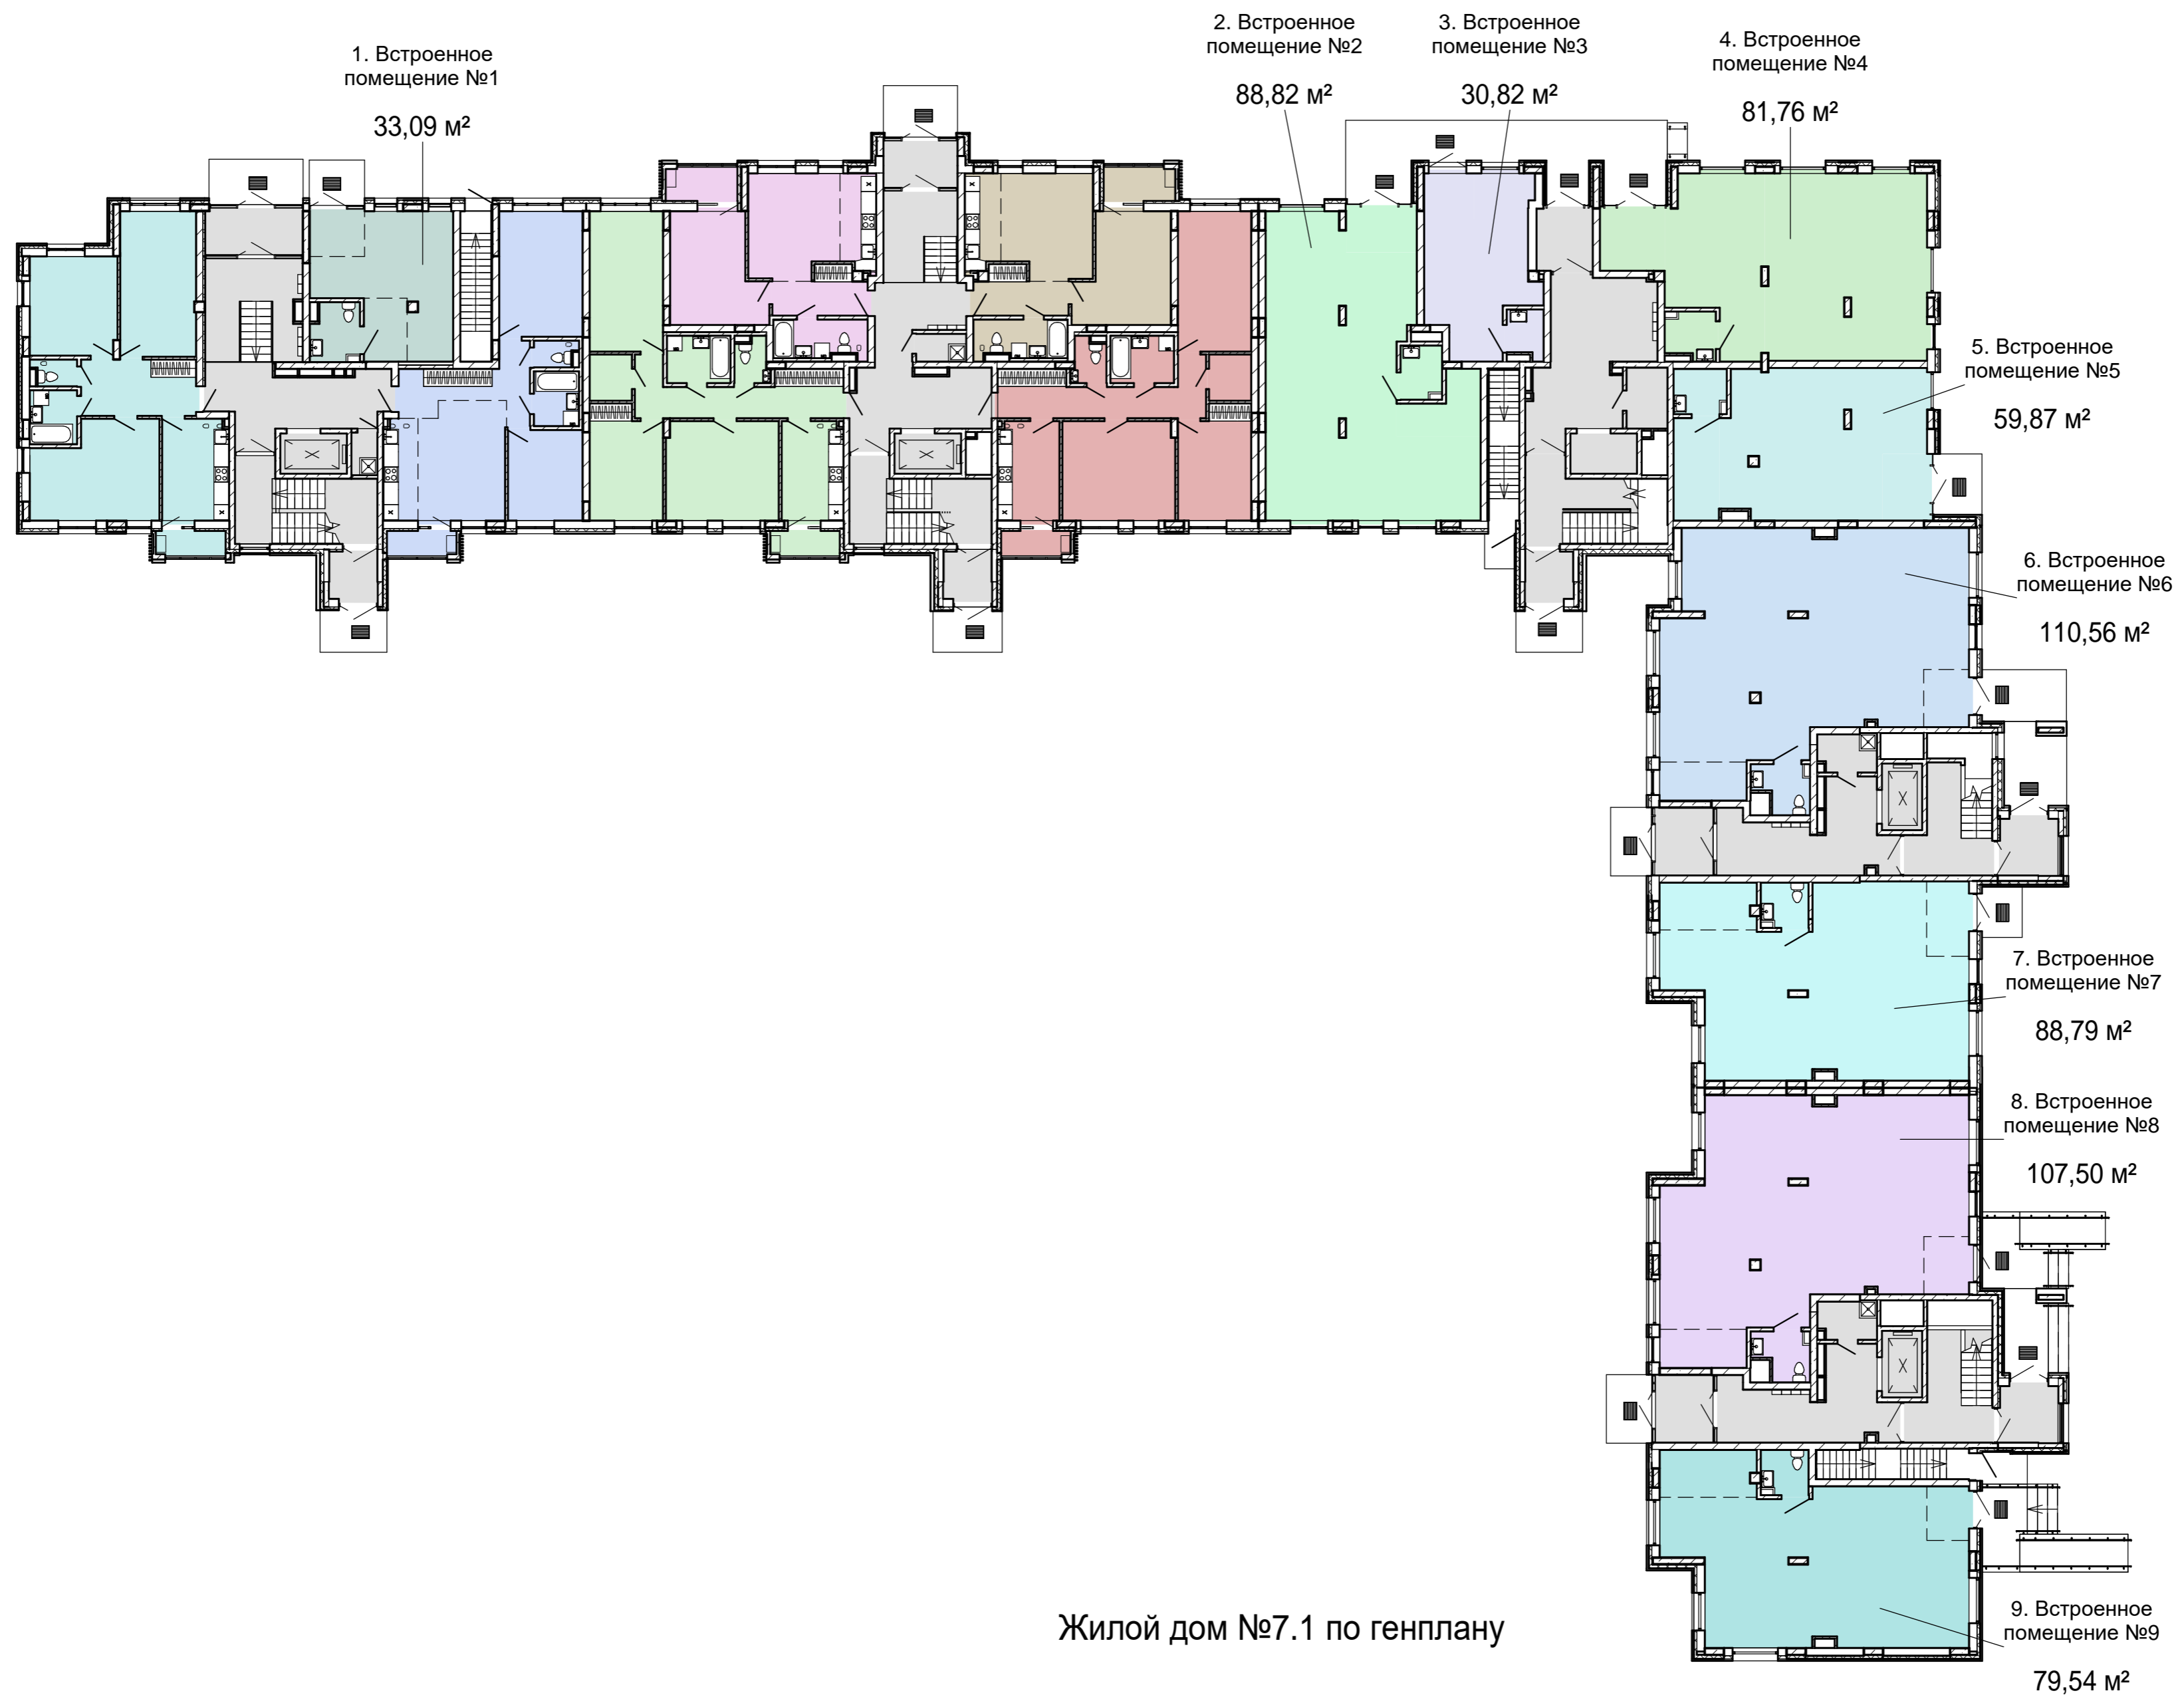 1. Встроенное
помещение №1
33,09 м²
2. Встроенное
помещение №2
88,82 м²
3. Встроенное
помещение №3
30,82 м²
4. Встроенное
помещение №4
81,76 м²
5. Встроенное
помещение №5
59,87 м²
6. Встроенное
помещение №6
110,56 м²
7. Встроенное
помещение №7
88,79 м²
8. Встроенное
помещение №8
107,50 м²
9. Встроенное
помещение №9
79,54 м²
Жилой дом №7.1 по генплану